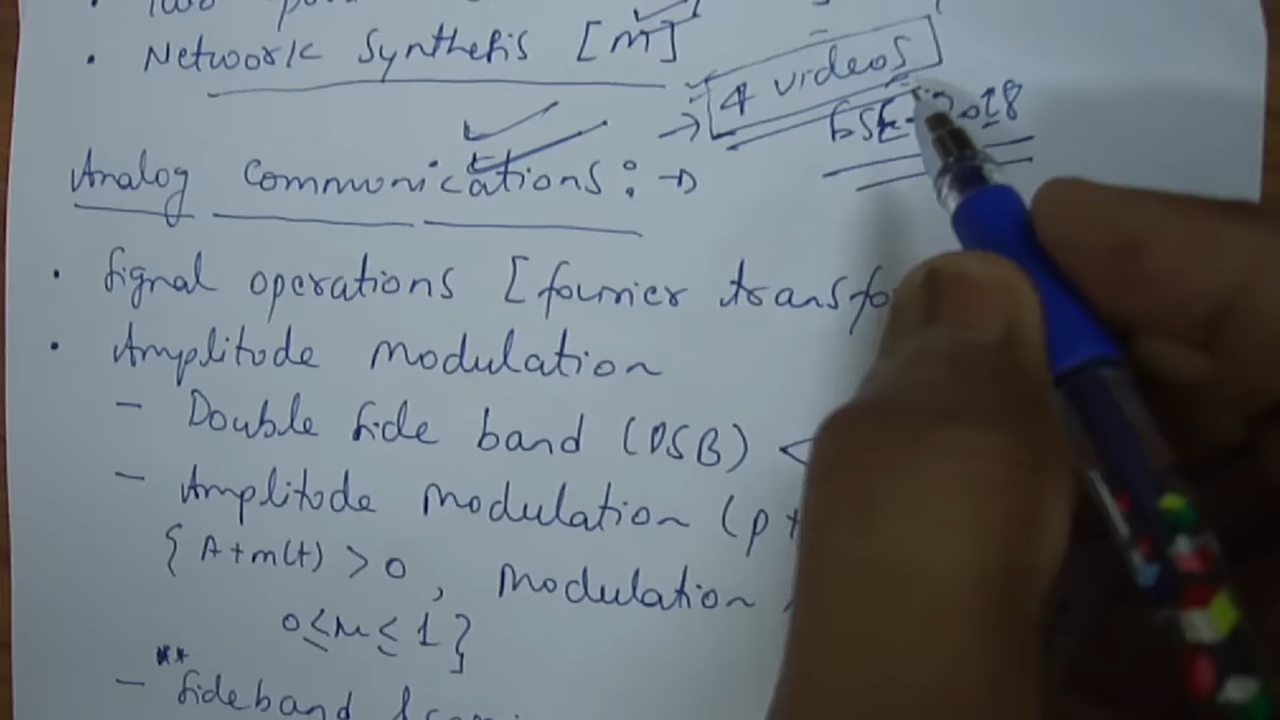 • Network Synthesis [m]
→ 4 videos
ESE-2018
Analog Communications : →
• Signal operations [fourier transfo
• Amplitude modulation
- Double side band (DSB) <
- Amplitude modulation (p+
{ A+m(t) > 0 , modulation
0 ≤ μ ≤ 1 }
- ** Sideband